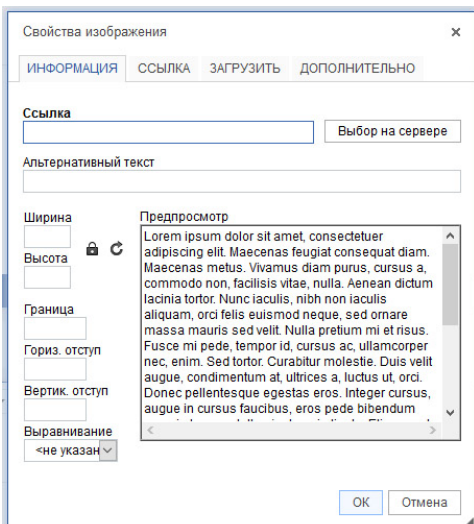 Свойства изображения
ИНФОРМАЦИЯ ССЫЛКА ЗАГРУЗИТЬ ДОПОЛНИТЕЛЬНО
Ссылка
Выбор на сервере
Альтернативный текст
Ширина
Высота
Граница
Гориз. отступ
Вертик. отступ
Выравнивание
<не указан
Предпросмотр
Lorem ipsum dolor sit amet, consectetuer
adipiscing elit. Maecenas feugiat consequat diam.
Maecenas metus. Vivamus diam purus, cursus a,
commodo non, facilisis vitae, nulla. Aenean dictum
lacinia tortor. Nunc iaculis, nibh non iaculis
aliquam, orci felis euismod neque, sed ornare
massa mauris sed velit. Nulla pretium mi et risus.
Fusce mi pede, tempor id, cursus ac, ullamcorper
nec, enim. Sed tortor. Curabitur molestie. Duis velit
augue, condimentum at, ultrices a, luctus ut, orci.
Donec pellentesque egestas eros. Integer cursus,
augue in cursus faucibus, eros pede bibendum
ОК Отмена